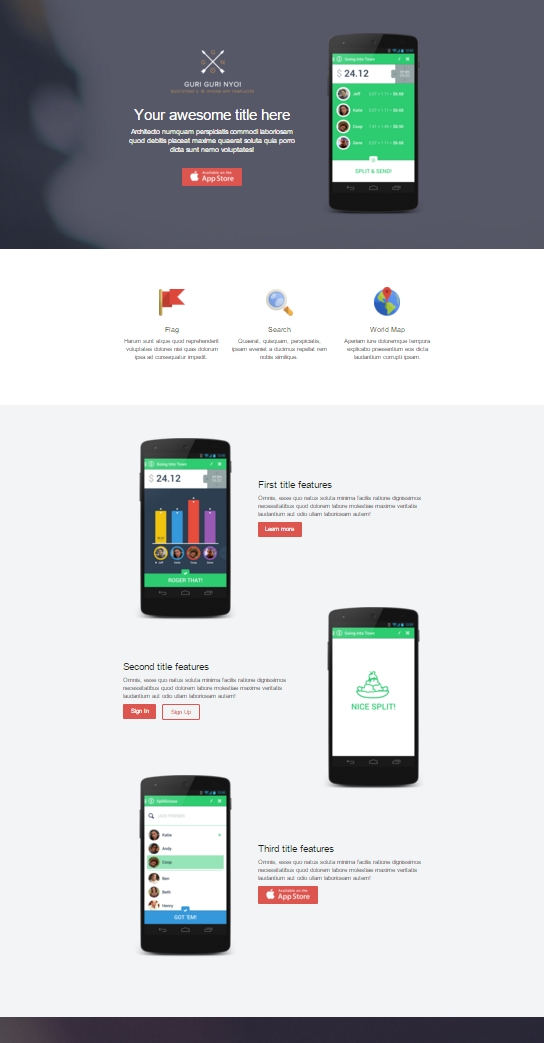 GURI GURI NYOI
Your awesome title here
Architecto numquam perspiciatis commodi laboriosam
quod debitis placeat maxime quaerat soluta quia porro
dicta sunt nemo voluptates!
Available on the
App Store
Going Into Town
$ 24.12
Jeff
Katie
Coop
Gene
SPLIT & SEND!
Flag
Harum sunt atque quod reprehenderit
voluptates dolores nisi quas dolorum
ipsa ad consequatur impedit.
Search
Quaerat, quisquam, perspiciatis,
ipsam eveniet a ducimus repellat rem
nobis similique.
World Map
Aperiam iure doloremque tempora
explicabo praesentium eos dicta
laudantium corrupti ipsam.
Going Into Town
$ 24.12
Jeff
Katie
Coop
Gene
ROGER THAT!
First title features
Omnis, esse quo natus soluta minima facilis ratione dignissimos
necessitatibus quod dolorem labore molestiae maxime veritatis
laudantium aut odio ullam laboriosam autem!
Learn more
Second title features
Omnis, esse quo natus soluta minima facilis ratione dignissimos
necessitatibus quod dolorem labore molestiae maxime veritatis
laudantium aut odio ullam laboriosam autem!
Sign In
Sign Up
Going Into Town
NICE SPLIT!
Katie
Andy
Coop
Ben
Beth
Henry
GOT 'EM!
Third title features
Omnis, esse quo natus soluta minima facilis ratione dignissimos
necessitatibus quod dolorem labore molestiae maxime veritatis
laudantium aut odio ullam laboriosam autem!
Available on the
App Store